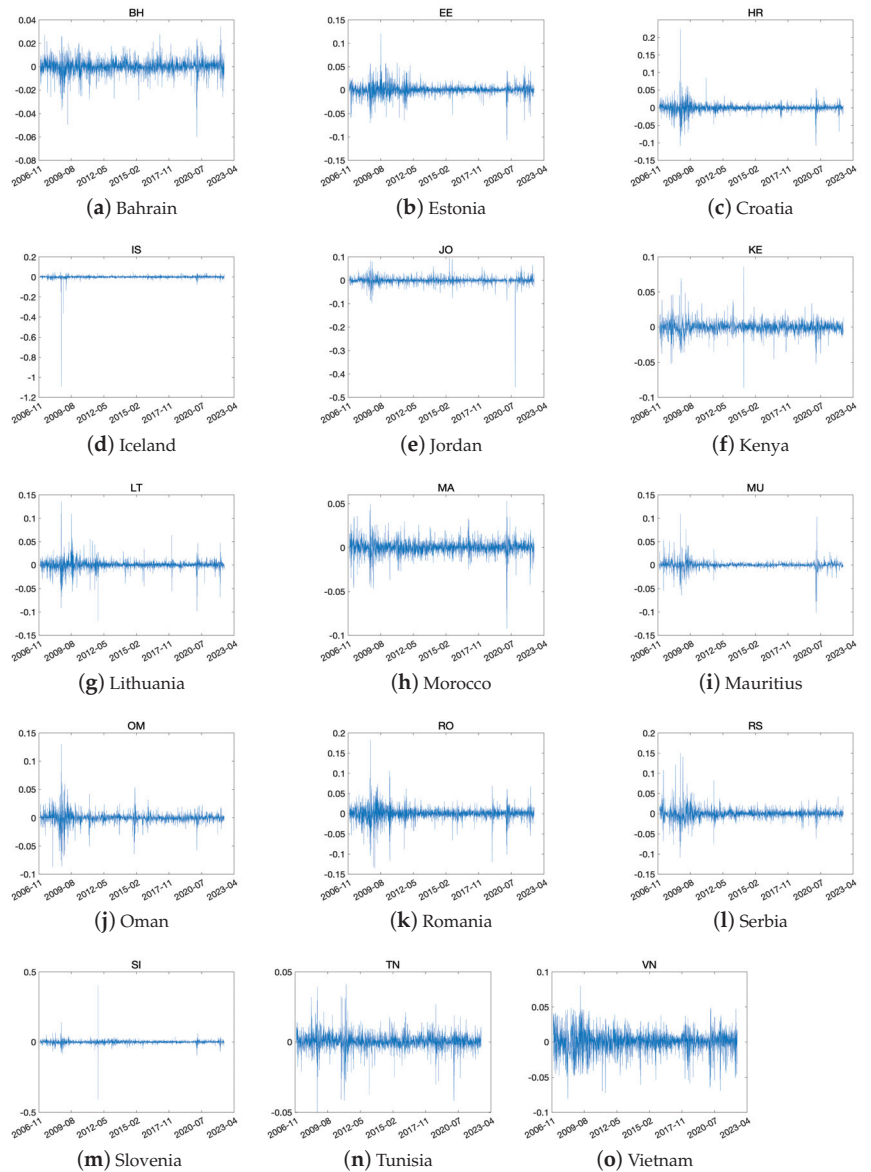 BH EE HR
0.04 0.15 0.2
0.02 0.1 0.15
0 0.05 0.1
-0.02 0 0.05
-0.04 -0.05 0
-0.06 -0.1 -0.05
-0.08 -0.15 -0.1
-0.15
2006-11 2009-08 2012-05 2015-02 2017-11 2020-07 2023-04 2006-11 2009-08 2012-05 2015-02 2017-11 2020-07 2023-04 2006-11 2009-08 2012-05 2015-02 2017-11 2020-07 2023-04
(a) Bahrain (b) Estonia (c) Croatia
IS JO KE
0.2 0.1 0.1
0 0 0.05
-0.2 -0.1 0
-0.4 -0.2 -0.05
-0.6 -0.3 -0.1
-0.8 -0.4
-1 -0.5
-1.2
2006-11 2009-08 2012-05 2015-02 2017-11 2020-07 2023-04 2006-11 2009-08 2012-05 2015-02 2017-11 2020-07 2023-04 2006-11 2009-08 2012-05 2015-02 2017-11 2020-07 2023-04
(d) Iceland (e) Jordan (f) Kenya
LT MA MU
0.15 0.05 0.15
0.1 0 0.1
0.05 -0.05 0.05
0 -0.1 0
-0.05 -0.05
-0.1 -0.1
-0.15 -0.15
2006-11 2009-08 2012-05 2015-02 2017-11 2020-07 2023-04 2006-11 2009-08 2012-05 2015-02 2017-11 2020-07 2023-04 2006-11 2009-08 2012-05 2015-02 2017-11 2020-07 2023-04
(g) Lithuania (h) Morocco (i) Mauritius
OM RO RS
0.15 0.2 0.2
0.1 0.15 0.15
0.05 0.1 0.1
0 0.05 0.05
-0.05 0 0
-0.1 -0.05 -0.05
-0.1 -0.1
-0.15 -0.15
2006-11 2009-08 2012-05 2015-02 2017-11 2020-07 2023-04 2006-11 2009-08 2012-05 2015-02 2017-11 2020-07 2023-04 2006-11 2009-08 2012-05 2015-02 2017-11 2020-07 2023-04
(j) Oman (k) Romania (l) Serbia
SI TN VN
0.5 0.05 0.1
0 0 0.05
-0.5 -0.05 0
-0.05
-0.1
2006-11 2009-08 2012-05 2015-02 2017-11 2020-07 2023-04 2006-11 2009-08 2012-05 2015-02 2017-11 2020-07 2023-04 2006-11 2009-08 2012-05 2015-02 2017-11 2020-07 2023-04
(m) Slovenia (n) Tunisia (o) Vietnam